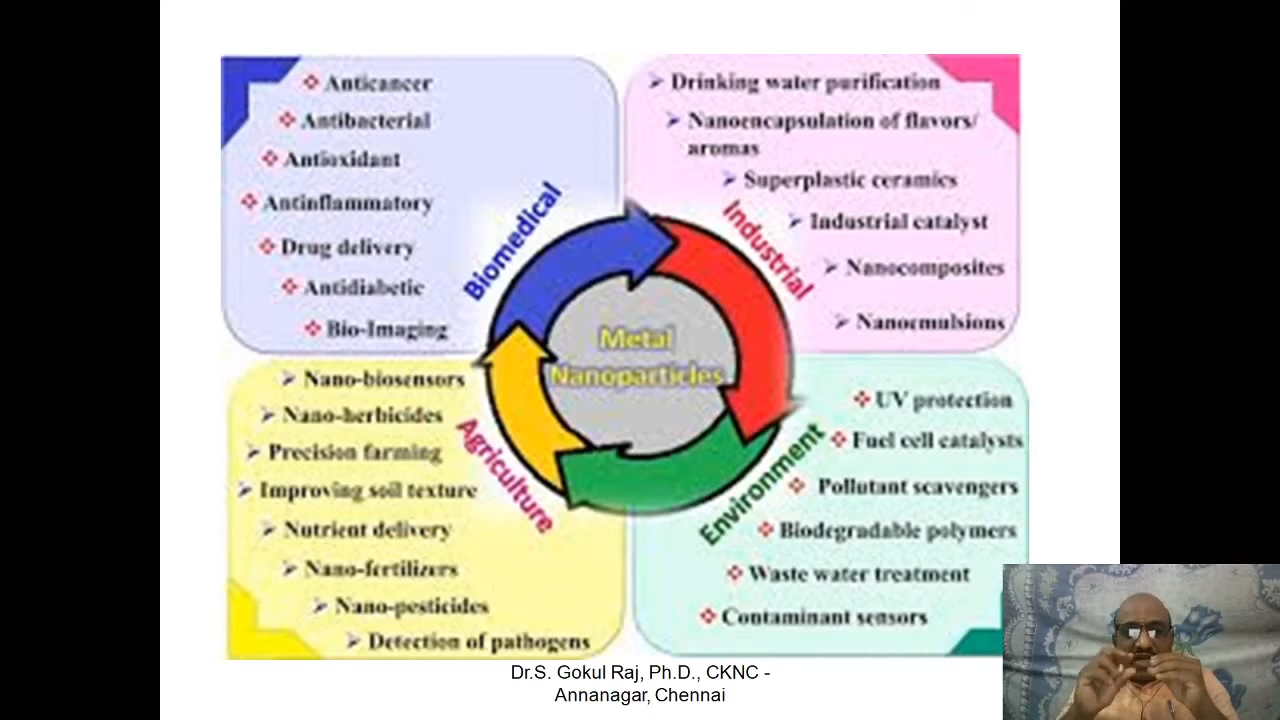 Anticancer
Antibacterial
Antioxidant
Antinflammatory
Drug delivery
Antidiabetic
Bio-Imaging
Biomedical
Drinking water purification
Nanoencapsulation of flavors/
aromas
Superplastic ceramics
Industrial catalyst
Nanocomposites
Nanoemulsions
Industrial
Metal
Nanoparticles
Nano-biosensors
Nano-herbicides
Precision farming
Improving soil texture
Nutrient delivery
Nano-fertilizers
Nano-pesticides
Detection of pathogens
Agriculture
UV protection
Fuel cell catalysts
Pollutant scavengers
Biodegradable polymers
Waste water treatment
Contaminant sensors
Environment
Dr.S. Gokul Raj, Ph.D., CKNC -
Annanagar, Chennai